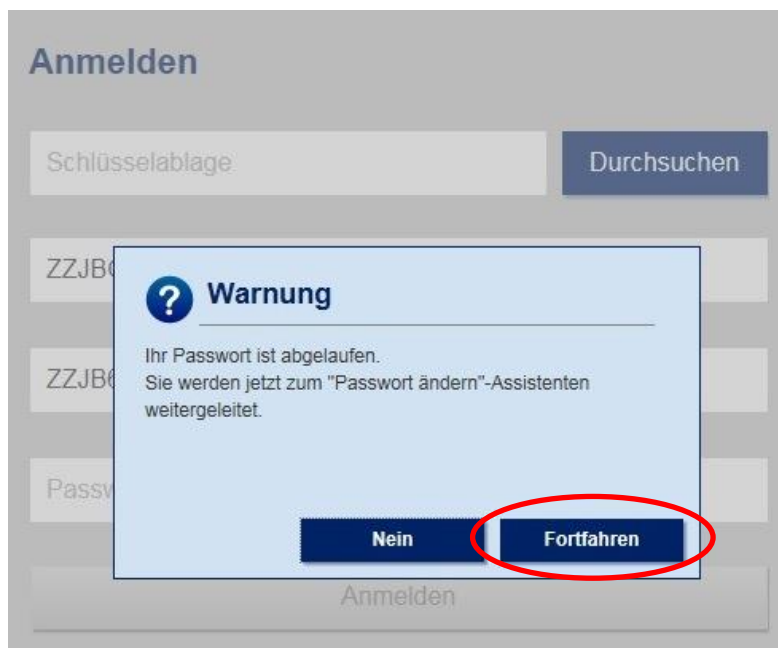 Anmelden
Schlüsselablage
Durchsuchen
ZZJB
Warnung
Ihr Passwort ist abgelaufen.
Sie werden jetzt zum "Passwort ändern"-Assistenten
weitergeleitet.
ZZJB6
Passw
Nein
Fortfahren
Anmelden